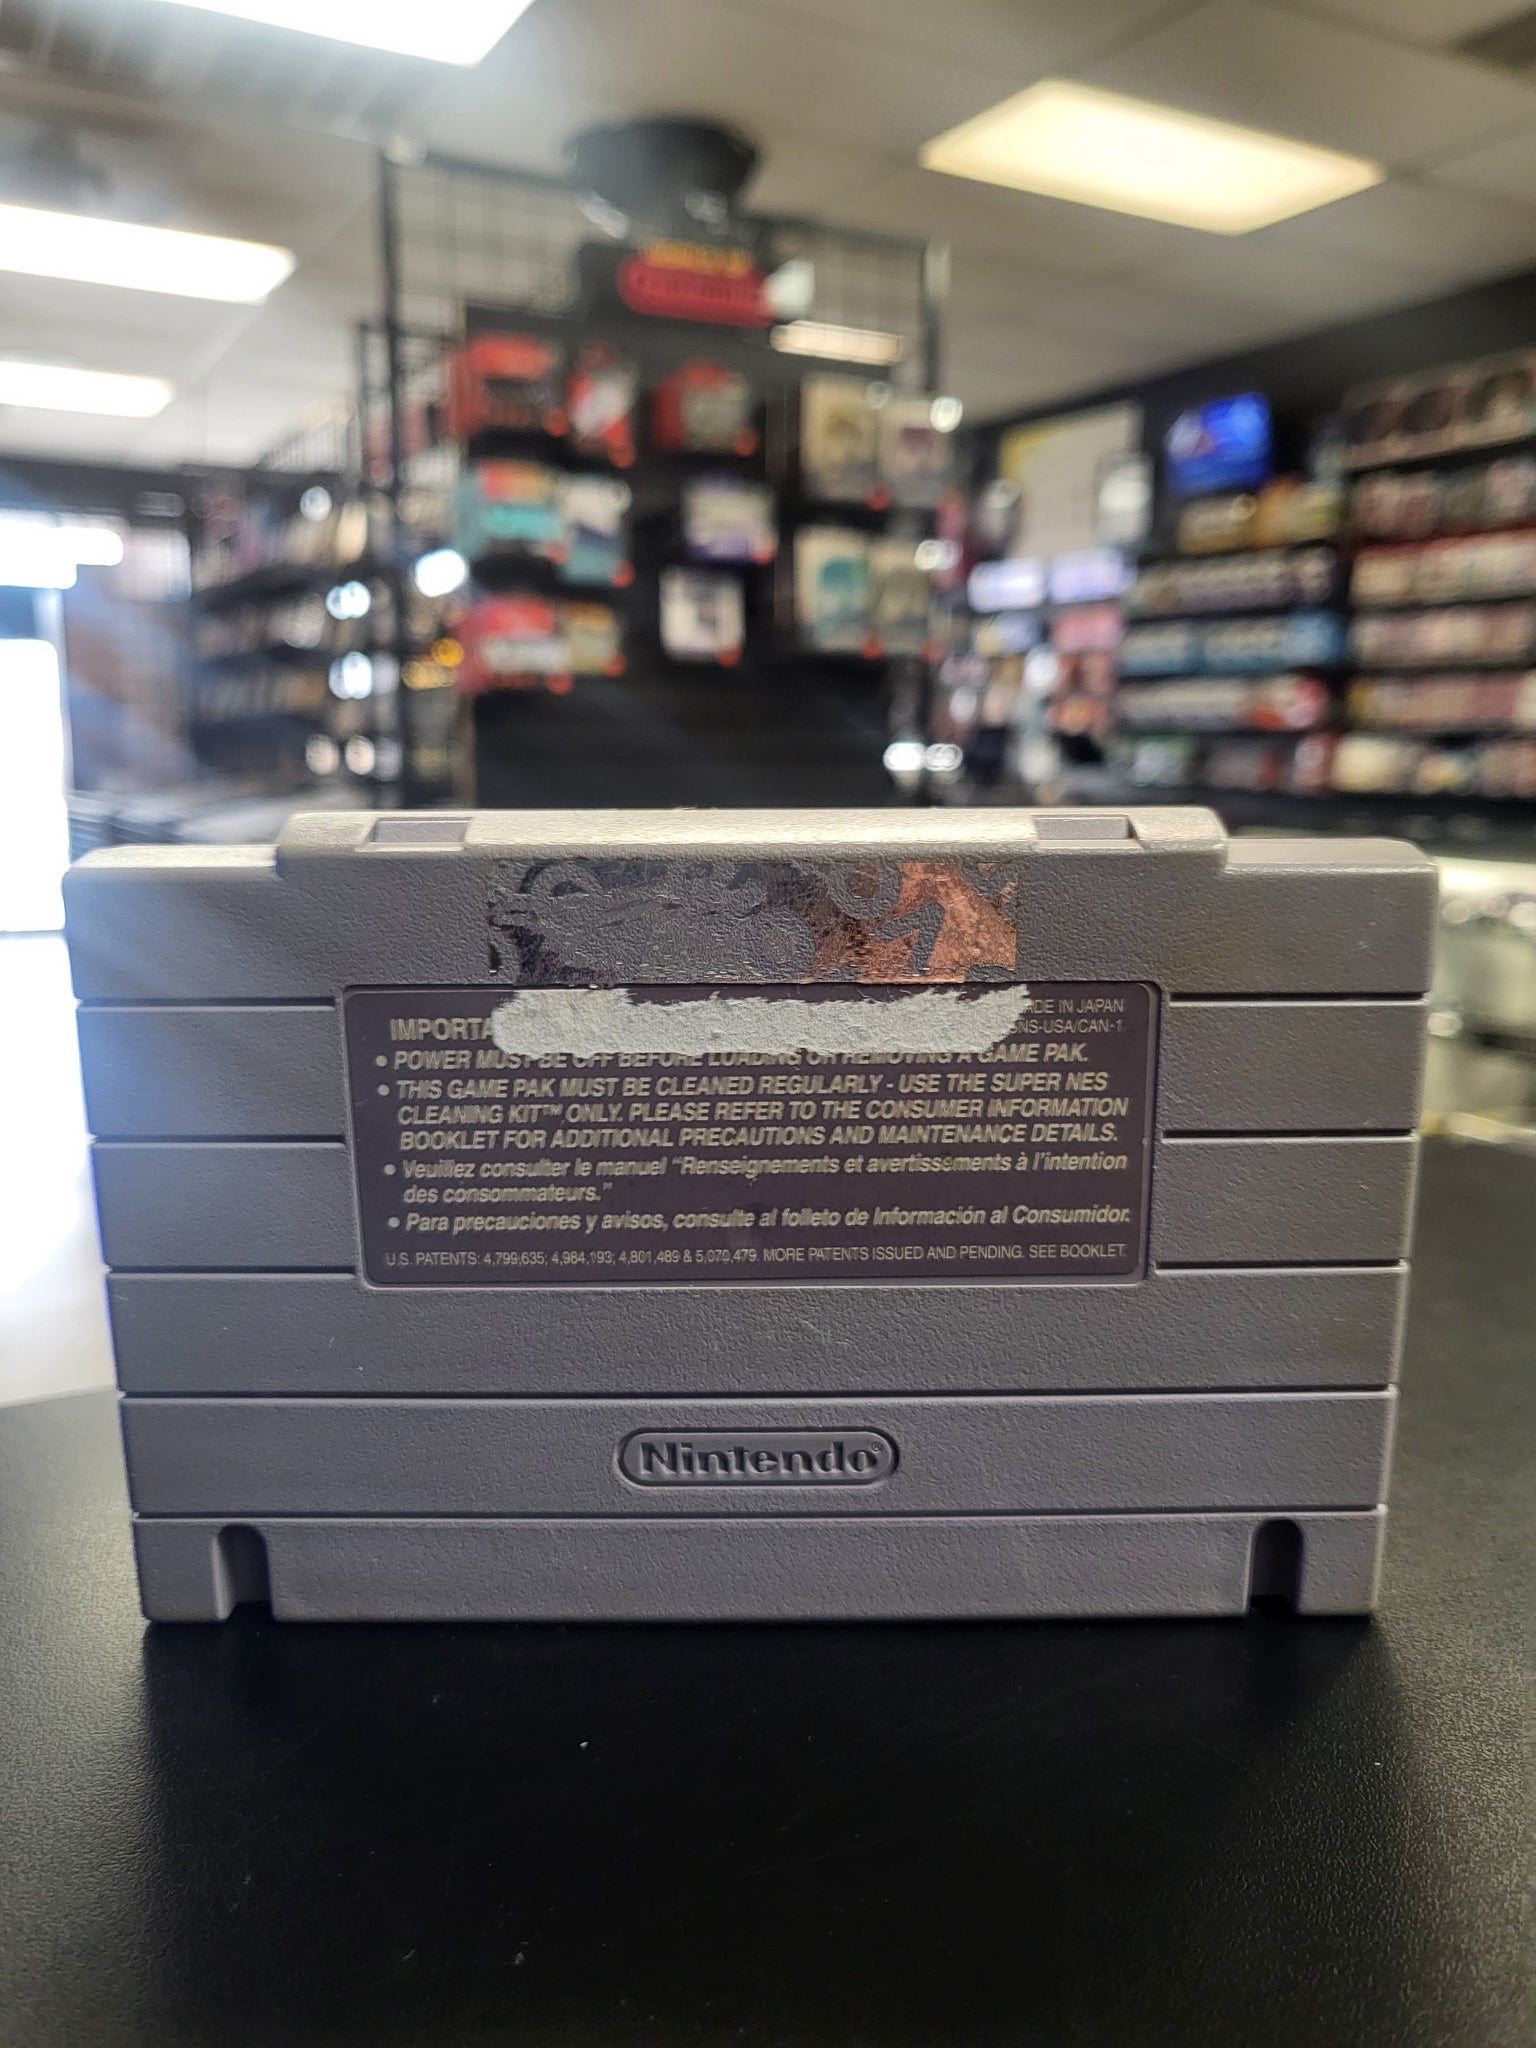 IMPORTA
ADE IN JAPAN
SNS-USA/CAN-1
• POWER MUST BE OFF BEFORE LOADING OR REMOVING A GAME PAK.
• THIS GAME PAK MUST BE CLEANED REGULARLY - USE THE SUPER NES
CLEANING KIT™ ONLY. PLEASE REFER TO THE CONSUMER INFORMATION
BOOKLET FOR ADDITIONAL PRECAUTIONS AND MAINTENANCE DETAILS.
• Veuillez consulter le manuel "Renseignements et avertissements à l'intention
des consommateurs."
• Para precauciones y avisos, consulte al folleto de Información al Consumidor.
U.S. PATENTS: 4,799,635; 4,984,193; 4,801,489 & 5,070,479. MORE PATENTS ISSUED AND PENDING. SEE BOOKLET.
Nintendo®